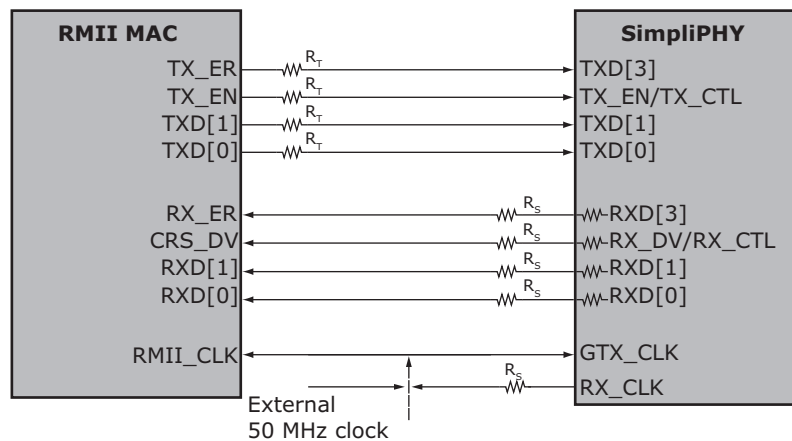 RMII MAC
SimpliPHY
TX_ER
R_T
TXD[3]
TX_EN
R_T
TX_EN/TX_CTL
TXD[1]
R_T
TXD[1]
TXD[0]
R_T
TXD[0]
RX_ER
R_S
RXD[3]
CRS_DV
R_S
RX_DV/RX_CTL
RXD[1]
R_S
RXD[1]
RXD[0]
R_S
RXD[0]
RMII_CLK
GTX_CLK
R_S
RX_CLK
External
50 MHz clock